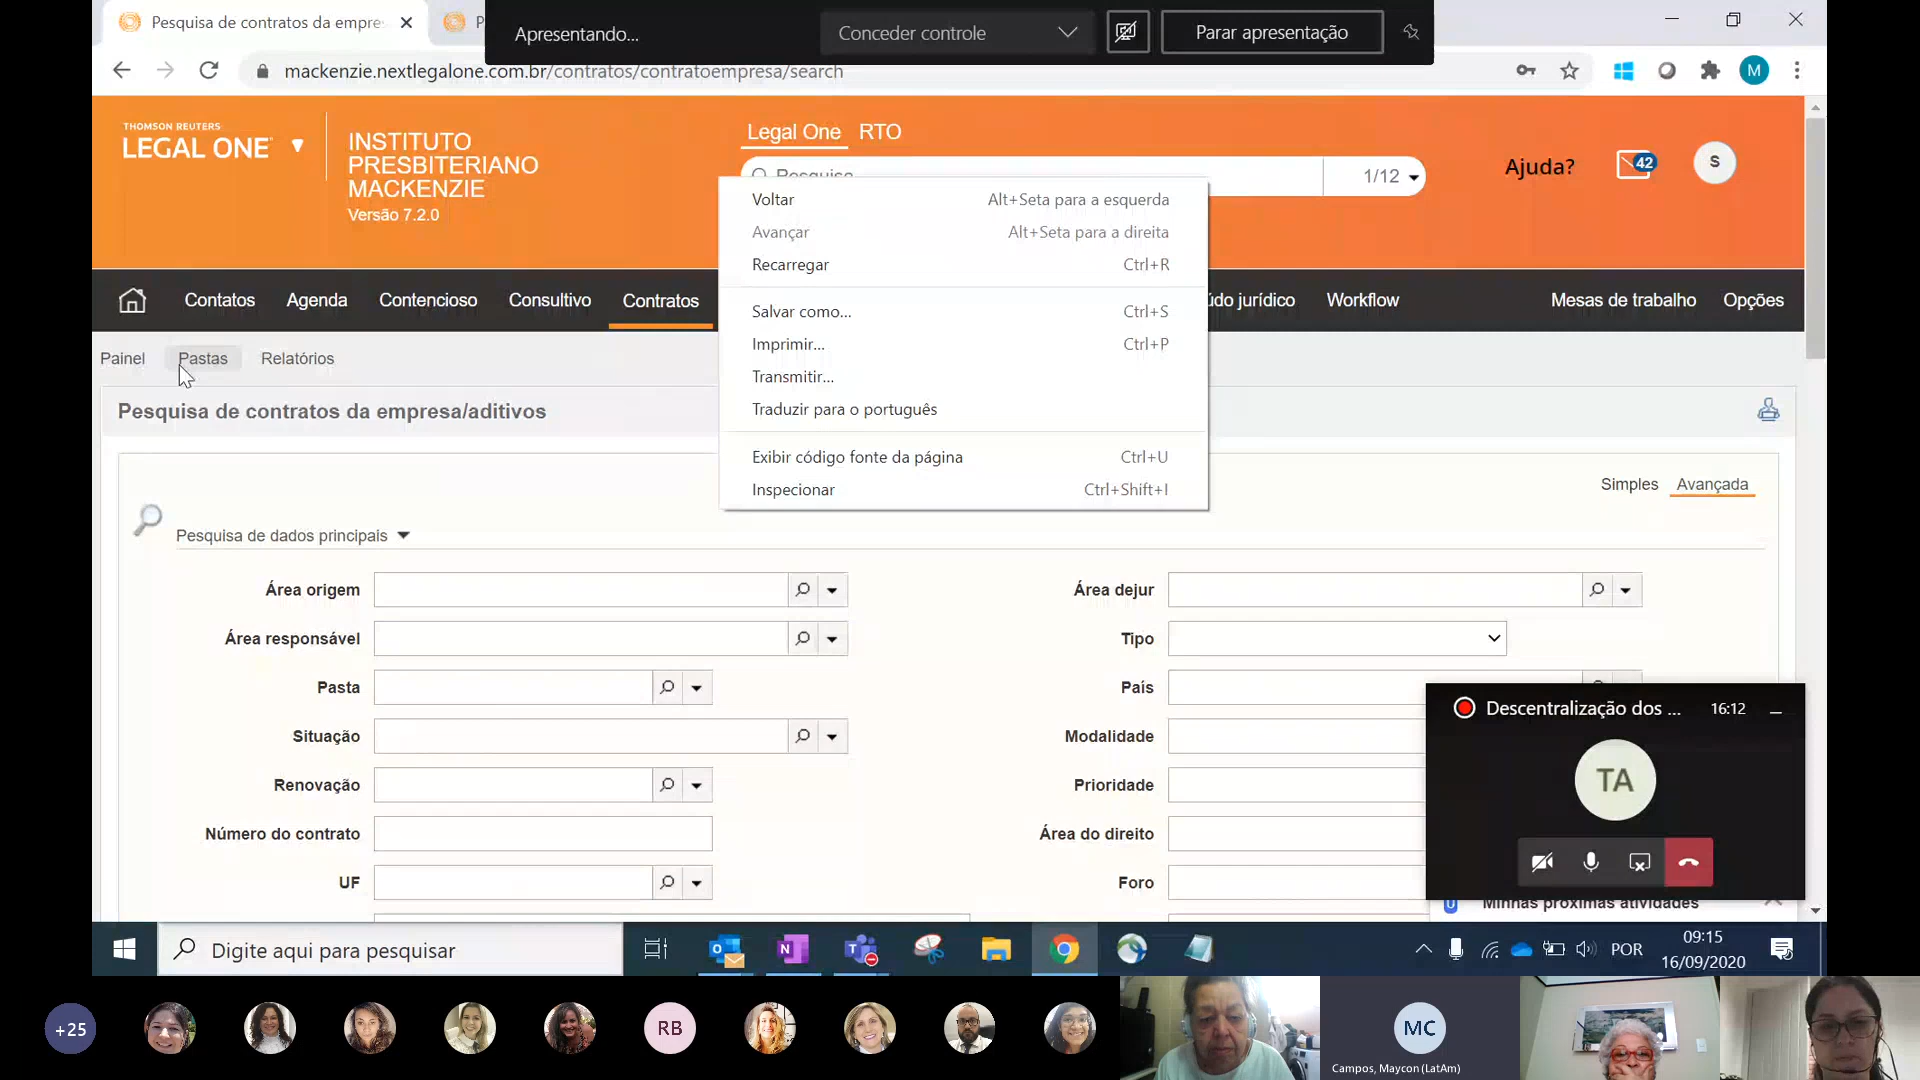 Pesquisa de contratos da empre
P
Apresentando...
Conceder controle
Parar apresentação
mackenzie.nextlegalone.com.br/contratos/contratoempresa/search
M
THOMSON REUTERS
LEGAL ONE
INSTITUTO
PRESBITERIANO
MACKENZIE
Versão 7.2.0
Legal One RTO
Pesquisa
1/12
Ajuda?
42
S
Voltar Alt+Seta para a esquerda
Avançar Alt+Seta para a direita
Recarregar Ctrl+R
Salvar como... Ctrl+S
Imprimir... Ctrl+P
Transmitir...
Traduzir para o português
Exibir código fonte da página Ctrl+U
Inspecionar Ctrl+Shift+I
Contatos Agenda Contencioso Consultivo Contratos
údo jurídico Workflow Mesas de trabalho Opções
Painel Pastas Relatórios
Pesquisa de contratos da empresa/aditivos
Simples Avançada
Pesquisa de dados principais
Área origem Área dejur
Área responsável Tipo
Pasta País
Situação Modalidade
Renovação Prioridade
Número do contrato Área do direito
UF Foro
Descentralização dos ... 16:12
TA
Minhas próximas atividades
Digite aqui para pesquisar
POR
09:15
16/09/2020
+25
RB
MC
Campos, Maycon (LatAm)